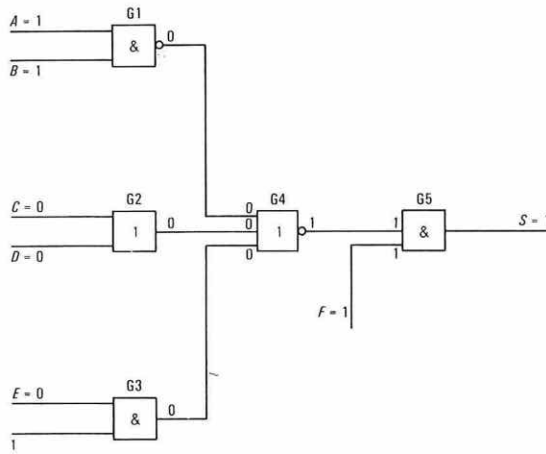 A = 1
G1
0
&
B = 1
C = 0
G2
0
G4
G5
S =
1
0
0
1
1
1
&
D = 0
0
1
F = 1
E = 0
G3
0
&
1